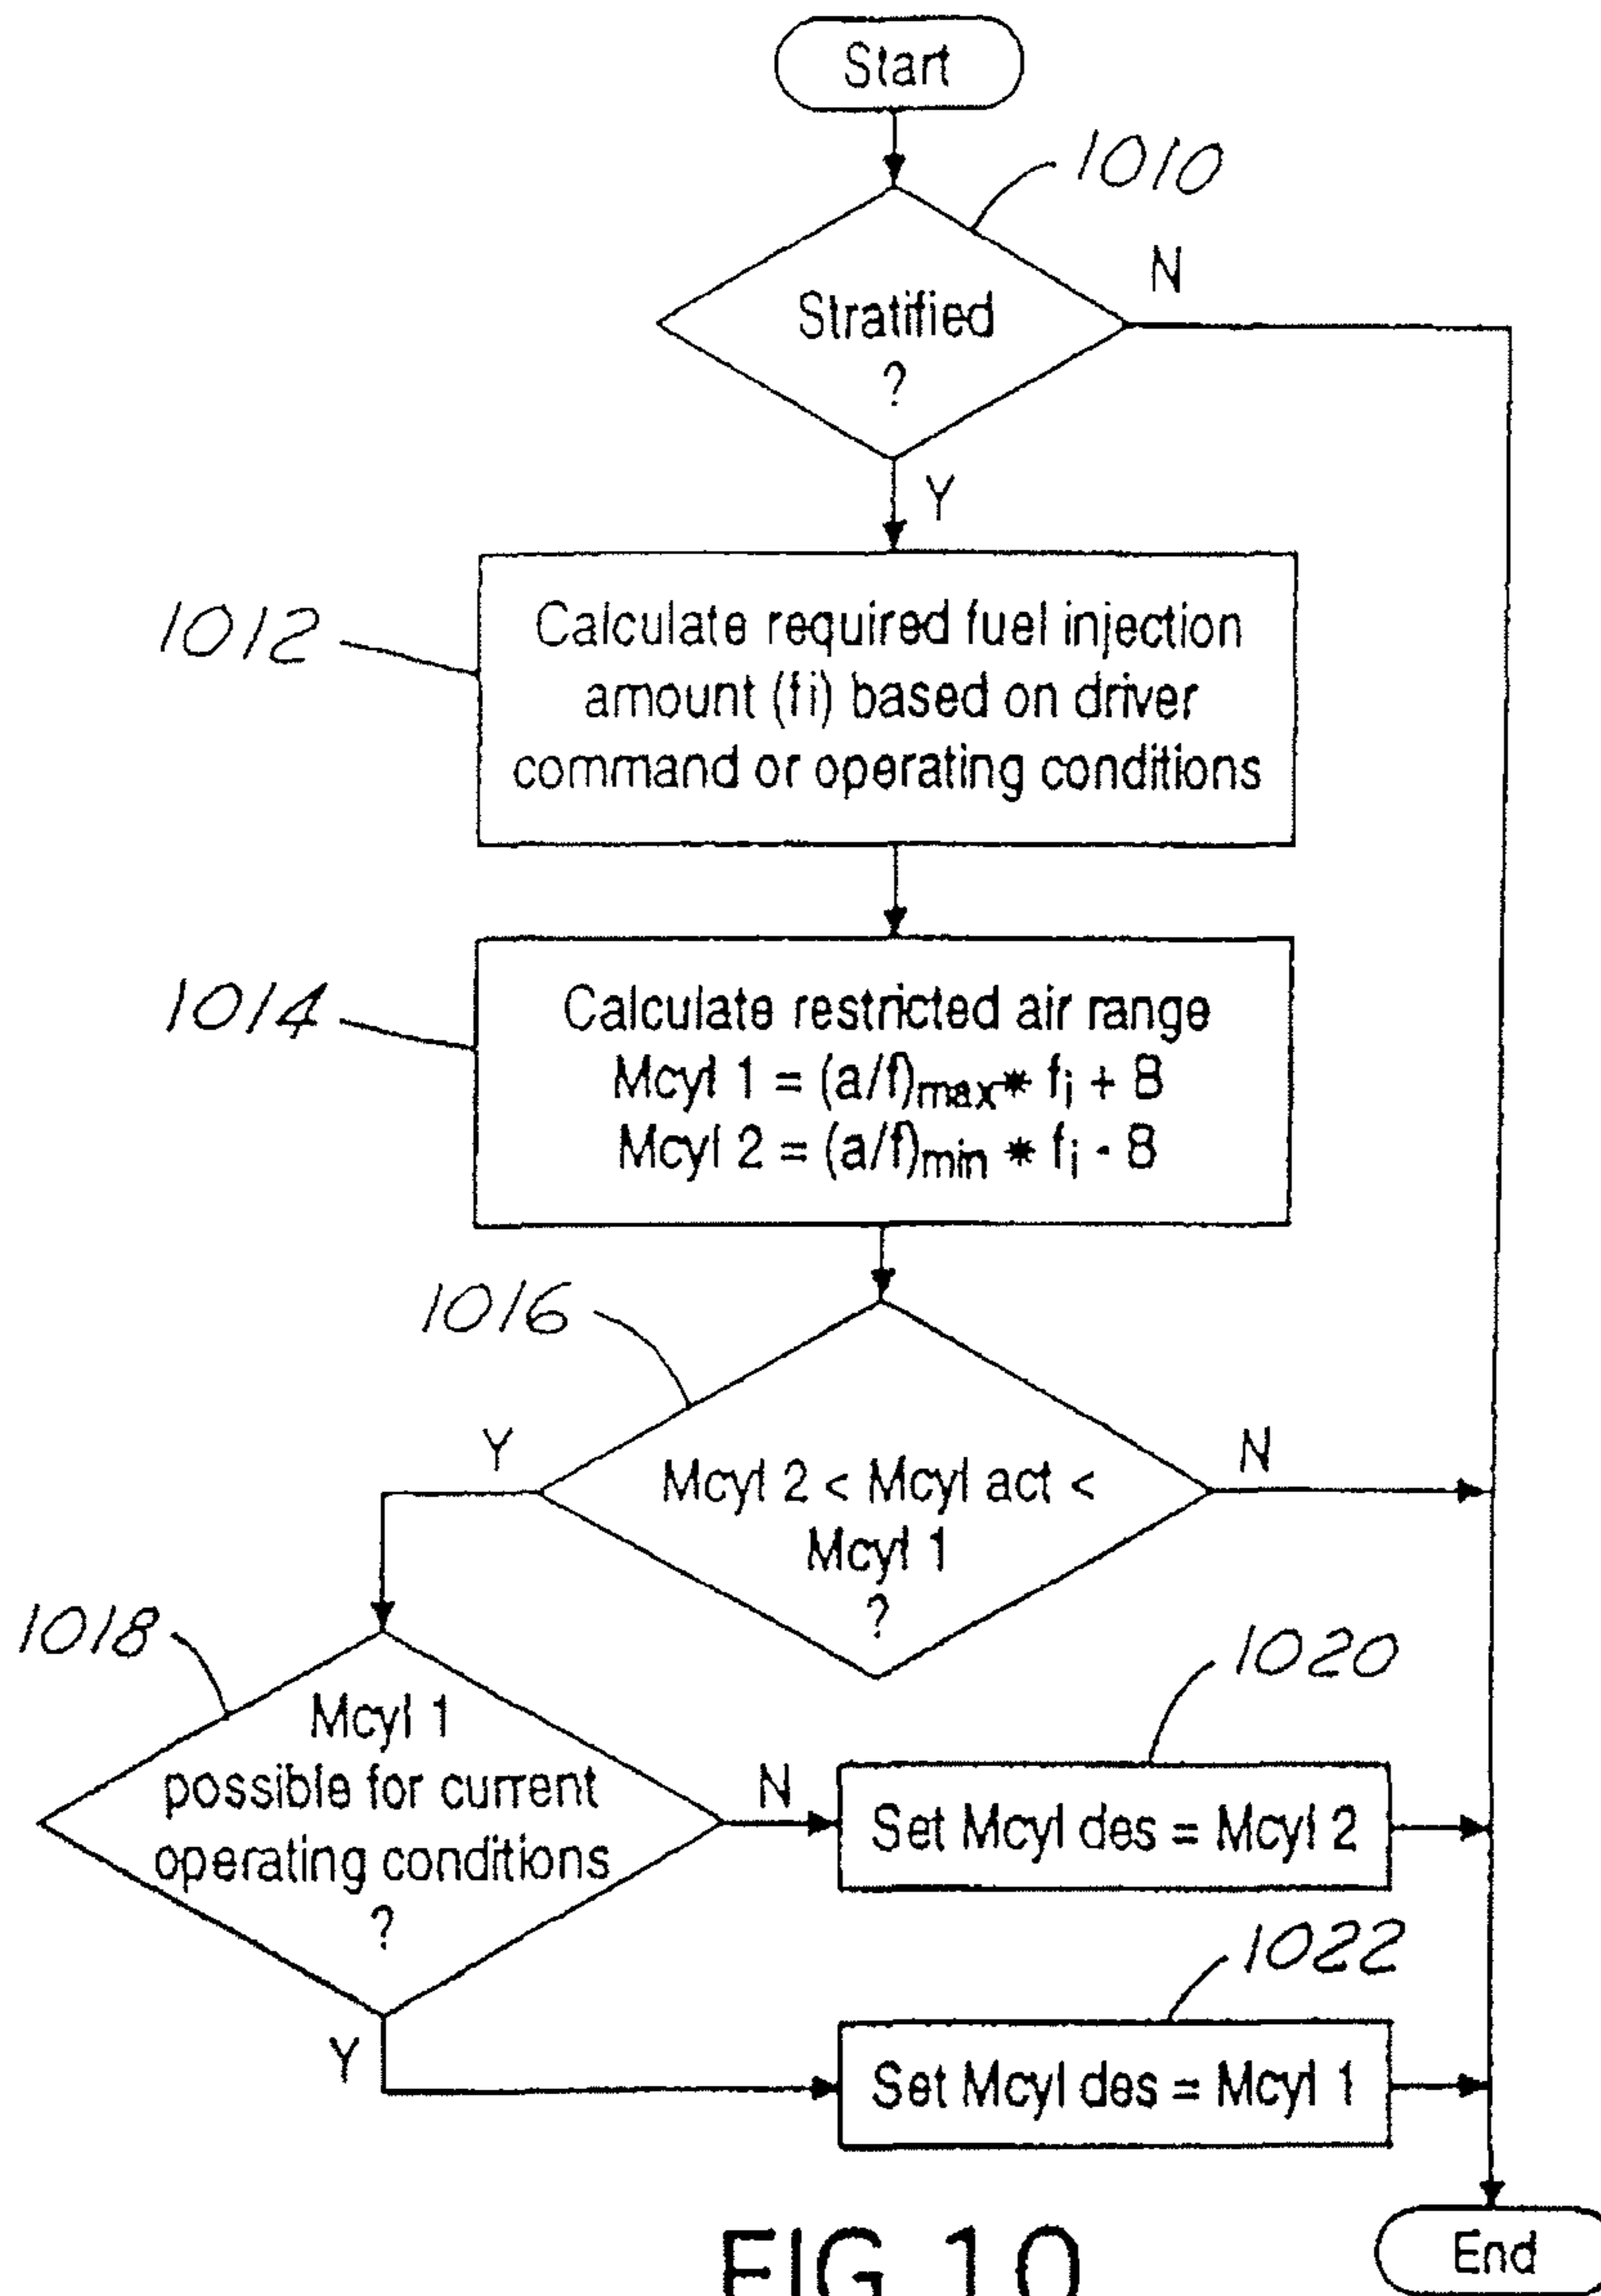 Start
1010
N
Stratified
?
Y
1012
Calculate required fuel injection
amount (fi) based on driver
command or operating conditions
1014
Calculate restricted air range
Mcyl 1 = (a/f)max* fi + B
Mcyl 2 = (a/f)min * fi - B
1016
Y
N
Mcyl 2 < Mcyl act <
Mcyl 1
?
1018
1020
Mcyl 1
possible for current
operating conditions
?
N
Set Mcyl des = Mcyl 2
1022
Y
Set Mcyl des = Mcyl 1
End
FIG. 10